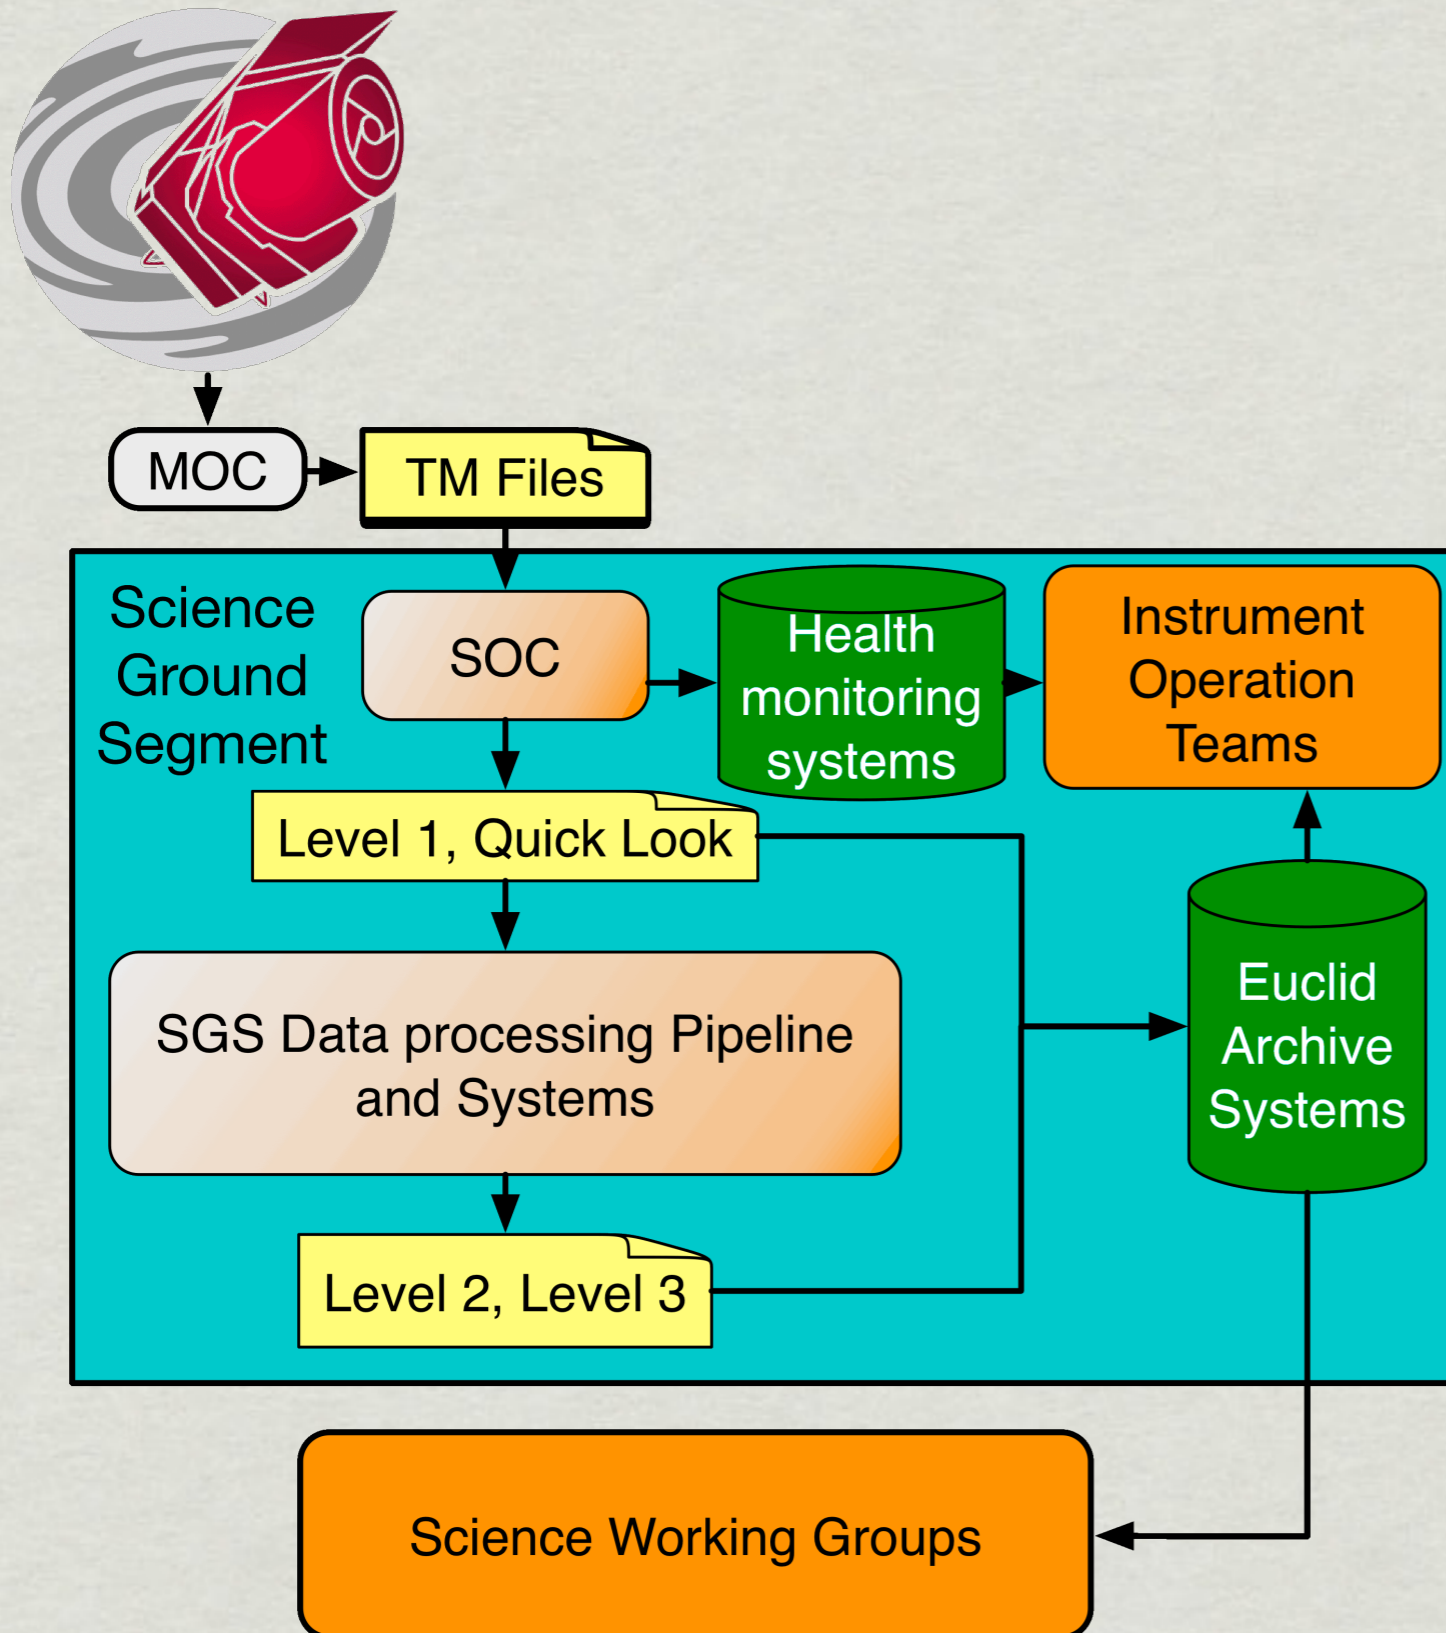 MOC
TM Files
Science
Ground
Segment
SOC
Health
monitoring
systems
Instrument
Operation
Teams
Level 1, Quick Look
SGS Data processing Pipeline
and Systems
Euclid
Archive
Systems
Level 2, Level 3
Science Working Groups